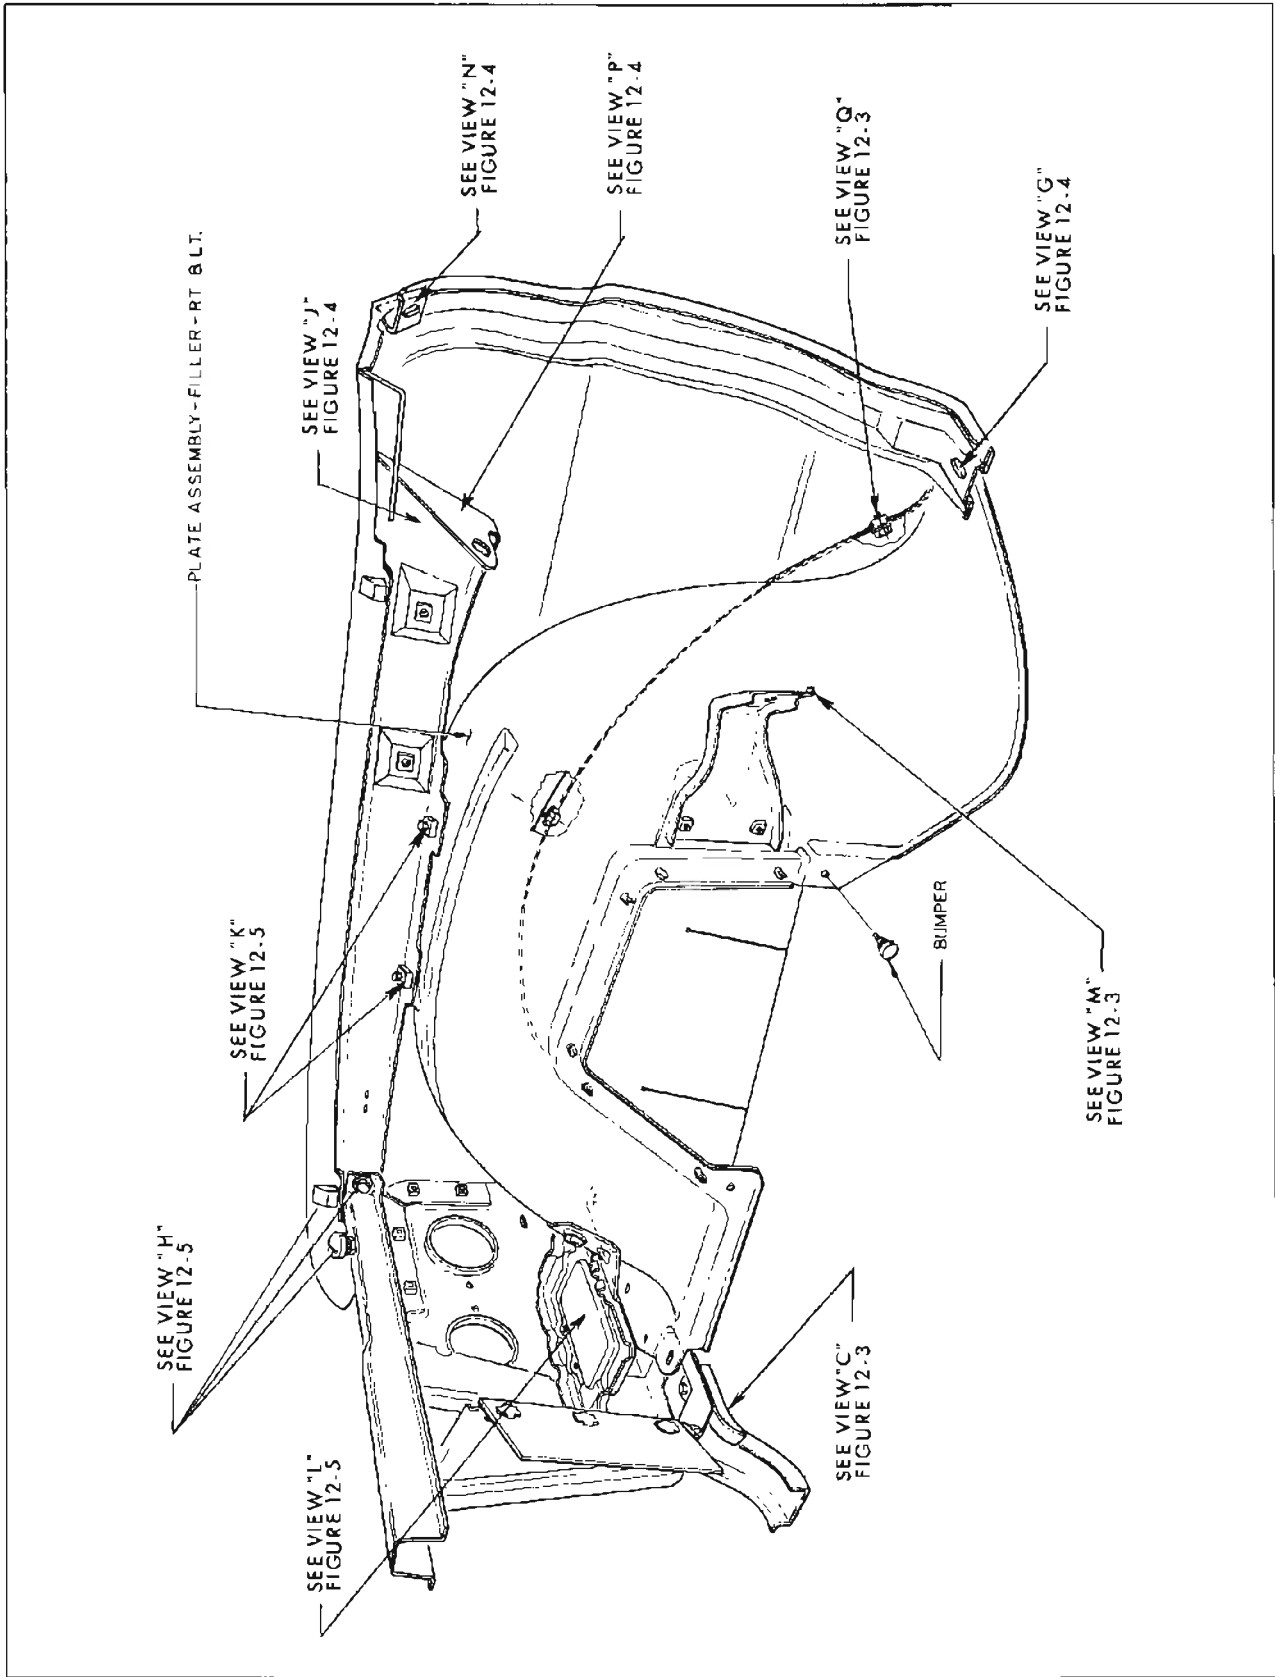 PLATE ASSEMBLY-FILLER-RT & LT.
SEE VIEW "H"
FIGURE 12-5
SEE VIEW "K"
FIGURE 12-5
SEE VIEW "J"
FIGURE 12-4
SEE VIEW "N"
FIGURE 12-4
SEE VIEW "L"
FIGURE 12-5
SEE VIEW "P"
FIGURE 12-4
SEE VIEW "C"
FIGURE 12-3
SEE VIEW "Q"
FIGURE 12-3
BUMPER
SEE VIEW "G"
FIGURE 12-4
SEE VIEW "M"
FIGURE 12-3